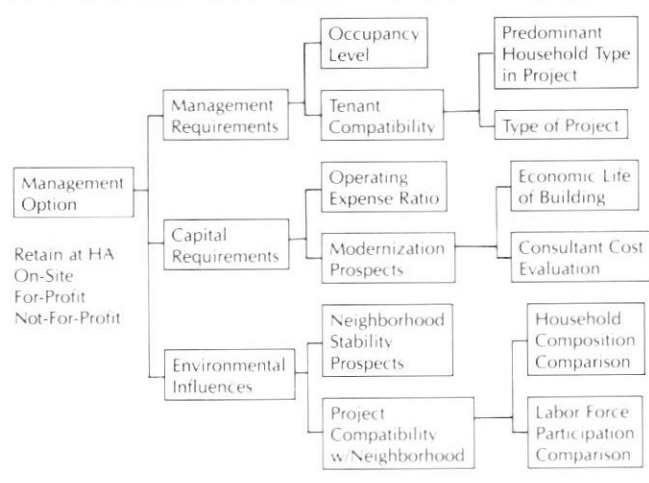 Occupancy
Level
Predominant
Household Type
in Project
Management
Requirements
Tenant
Compatibility
Type of Project
Management
Option
Operating
Expense Ratio
Economic Life
of Building
Capital
Requirements
Modernization
Prospects
Consultant Cost
Evaluation
Retain at HA
On-Site
For-Profit
Not-For-Profit
Neighborhood
Stability
Prospects
Household
Composition
Comparison
Environmental
Influences
Project
Compatibility
w/Neighborhood
Labor Force
Participation
Comparison